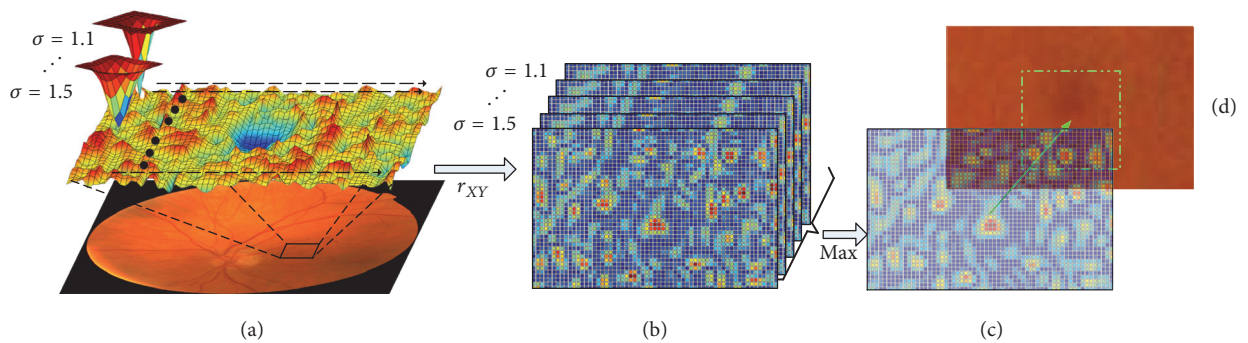 σ = 1.1
⋱
σ = 1.5
r_XY
(a)
σ = 1.1
⋱
σ = 1.5
(b)
Max
(c)
(d)